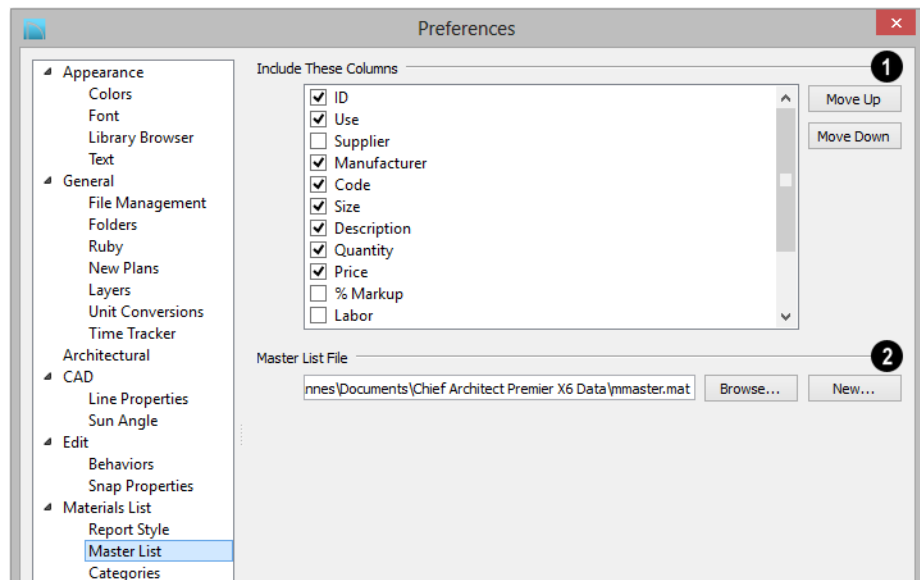 Preferences
Appearance
Colors
Font
Library Browser
Text
General
File Management
Folders
Ruby
New Plans
Layers
Unit Conversions
Time Tracker
Architectural
CAD
Line Properties
Sun Angle
Edit
Behaviors
Snap Properties
Materials List
Report Style
Master List
Categories
Include These Columns 1
ID
Use
Supplier
Manufacturer
Code
Size
Description
Quantity
Price
% Markup
Labor
Move Up
Move Down
Master List File 2
nnes\Documents\Chief Architect Premier X6 Data\mmaster.mat Browse... New...